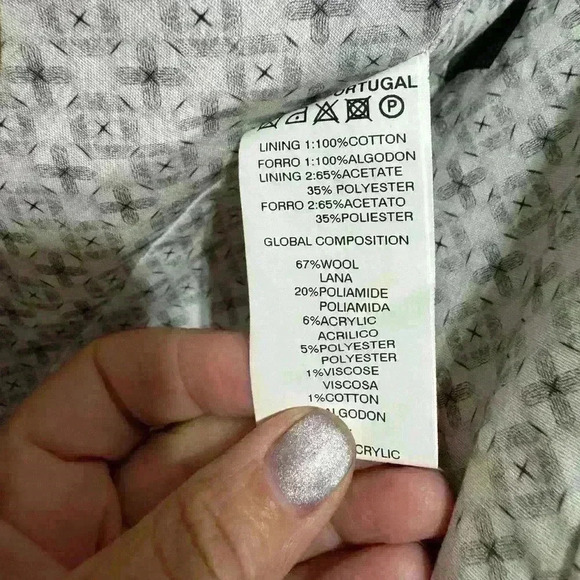 PORTUGAL
P
LINING 1:100%COTTON
FORRO 1:100%ALGODON
LINING 2:65%ACETATE
35% POLYESTER
FORRO 2:65%ACETATO
35%POLIESTER
GLOBAL COMPOSITION
67%WOOL
LANA
20%POLIAMIDE
POLIAMIDA
6%ACRYLIC
ACRILICO
5%POLYESTER
POLYESTER
1%VISCOSE
VISCOSA
1%COTTON
ALGODON
CRYLIC